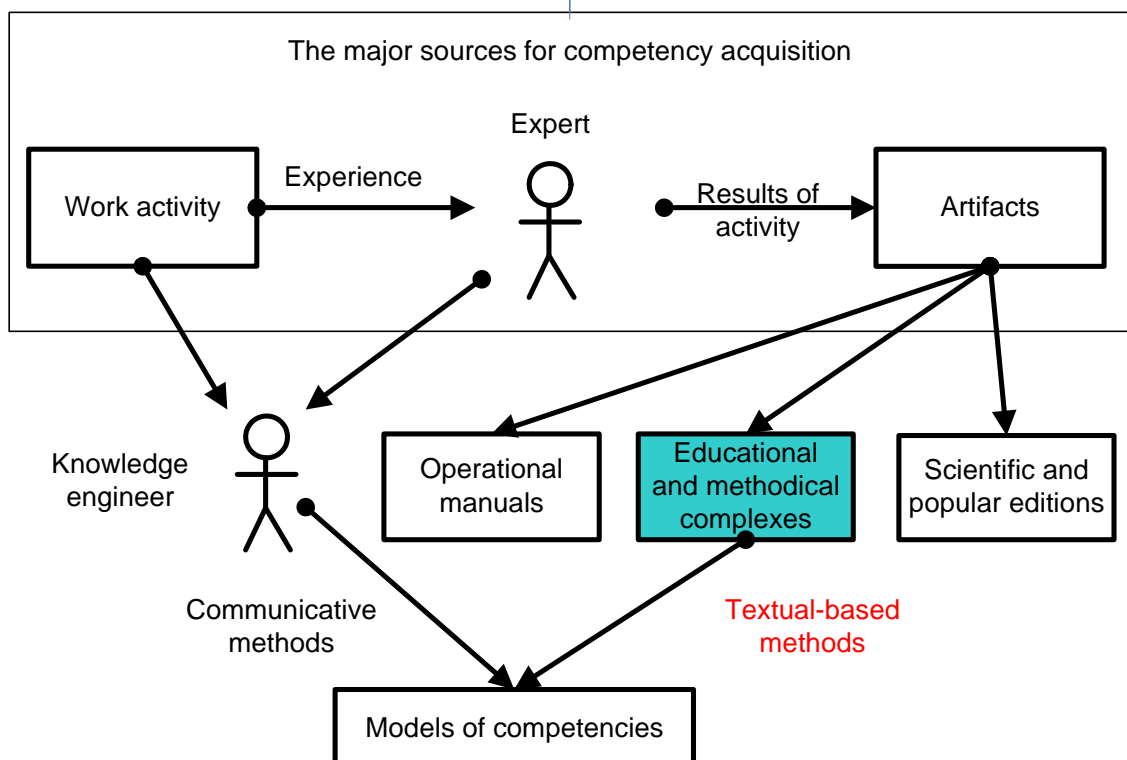 The major sources for competency acquisition
Expert
Work activity
Experience
Results of
activity
Artifacts
Knowledge
engineer
Operational
manuals
Educational
and methodical
complexes
Scientific and
popular editions
Communicative
methods
Textual-based
methods
Models of competencies